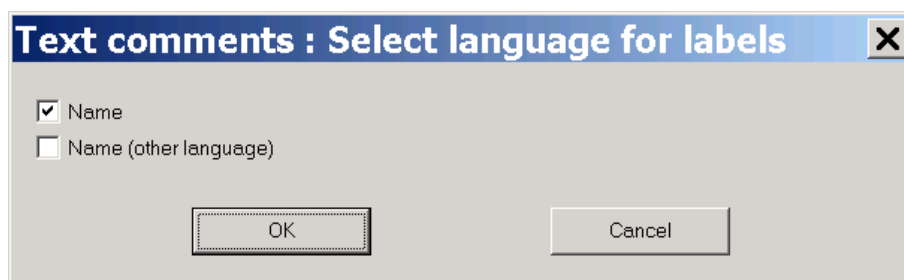 Text comments : Select language for labels
Name
Name (other language)
OK Cancel